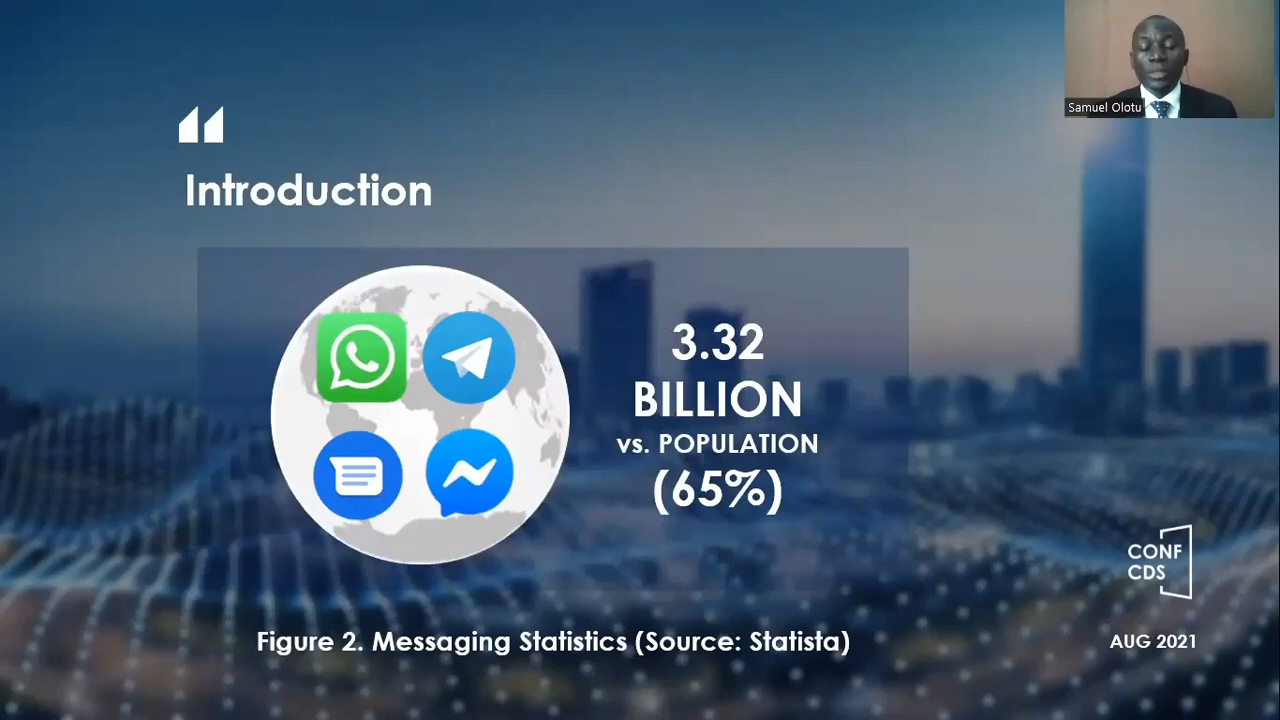 Samuel Olotu
Introduction
3.32
BILLION
vs. POPULATION
(65%)
CONF
CDS
Figure 2. Messaging Statistics (Source: Statista)
AUG 2021